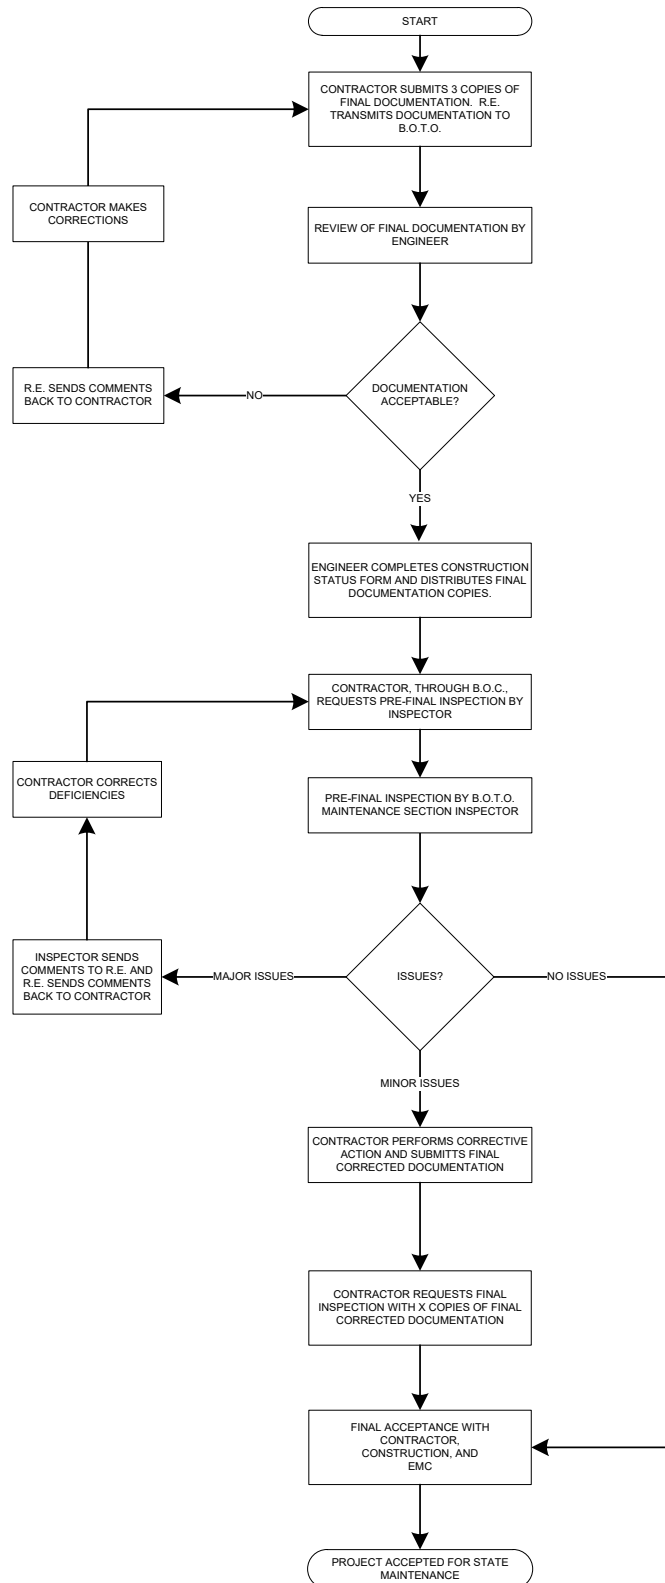 START
CONTRACTOR SUBMITS 3 COPIES OF
FINAL DOCUMENTATION. R.E.
TRANSMITS DOCUMENTATION TO
B.O.T.O.
CONTRACTOR MAKES
CORRECTIONS
REVIEW OF FINAL DOCUMENTATION BY
ENGINEER
R.E. SENDS COMMENTS
BACK TO CONTRACTOR
NO
DOCUMENTATION
ACCEPTABLE?
YES
ENGINEER COMPLETES CONSTRUCTION
STATUS FORM AND DISTRIBUTES FINAL
DOCUMENTATION COPIES.
CONTRACTOR, THROUGH B.O.C.,
REQUESTS PRE-FINAL INSPECTION BY
INSPECTOR
CONTRACTOR CORRECTS
DEFICIENCIES
PRE-FINAL INSPECTION BY B.O.T.O.
MAINTENANCE SECTION INSPECTOR
INSPECTOR SENDS
COMMENTS TO R.E. AND
R.E. SENDS COMMENTS
BACK TO CONTRACTOR
MAJOR ISSUES
ISSUES?
NO ISSUES
MINOR ISSUES
CONTRACTOR PERFORMS CORRECTIVE
ACTION AND SUBMITTS FINAL
CORRECTED DOCUMENTATION
CONTRACTOR REQUESTS FINAL
INSPECTION WITH X COPIES OF FINAL
CORRECTED DOCUMENTATION
FINAL ACCEPTANCE WITH
CONTRACTOR,
CONSTRUCTION, AND
EMC
PROJECT ACCEPTED FOR STATE
MAINTENANCE